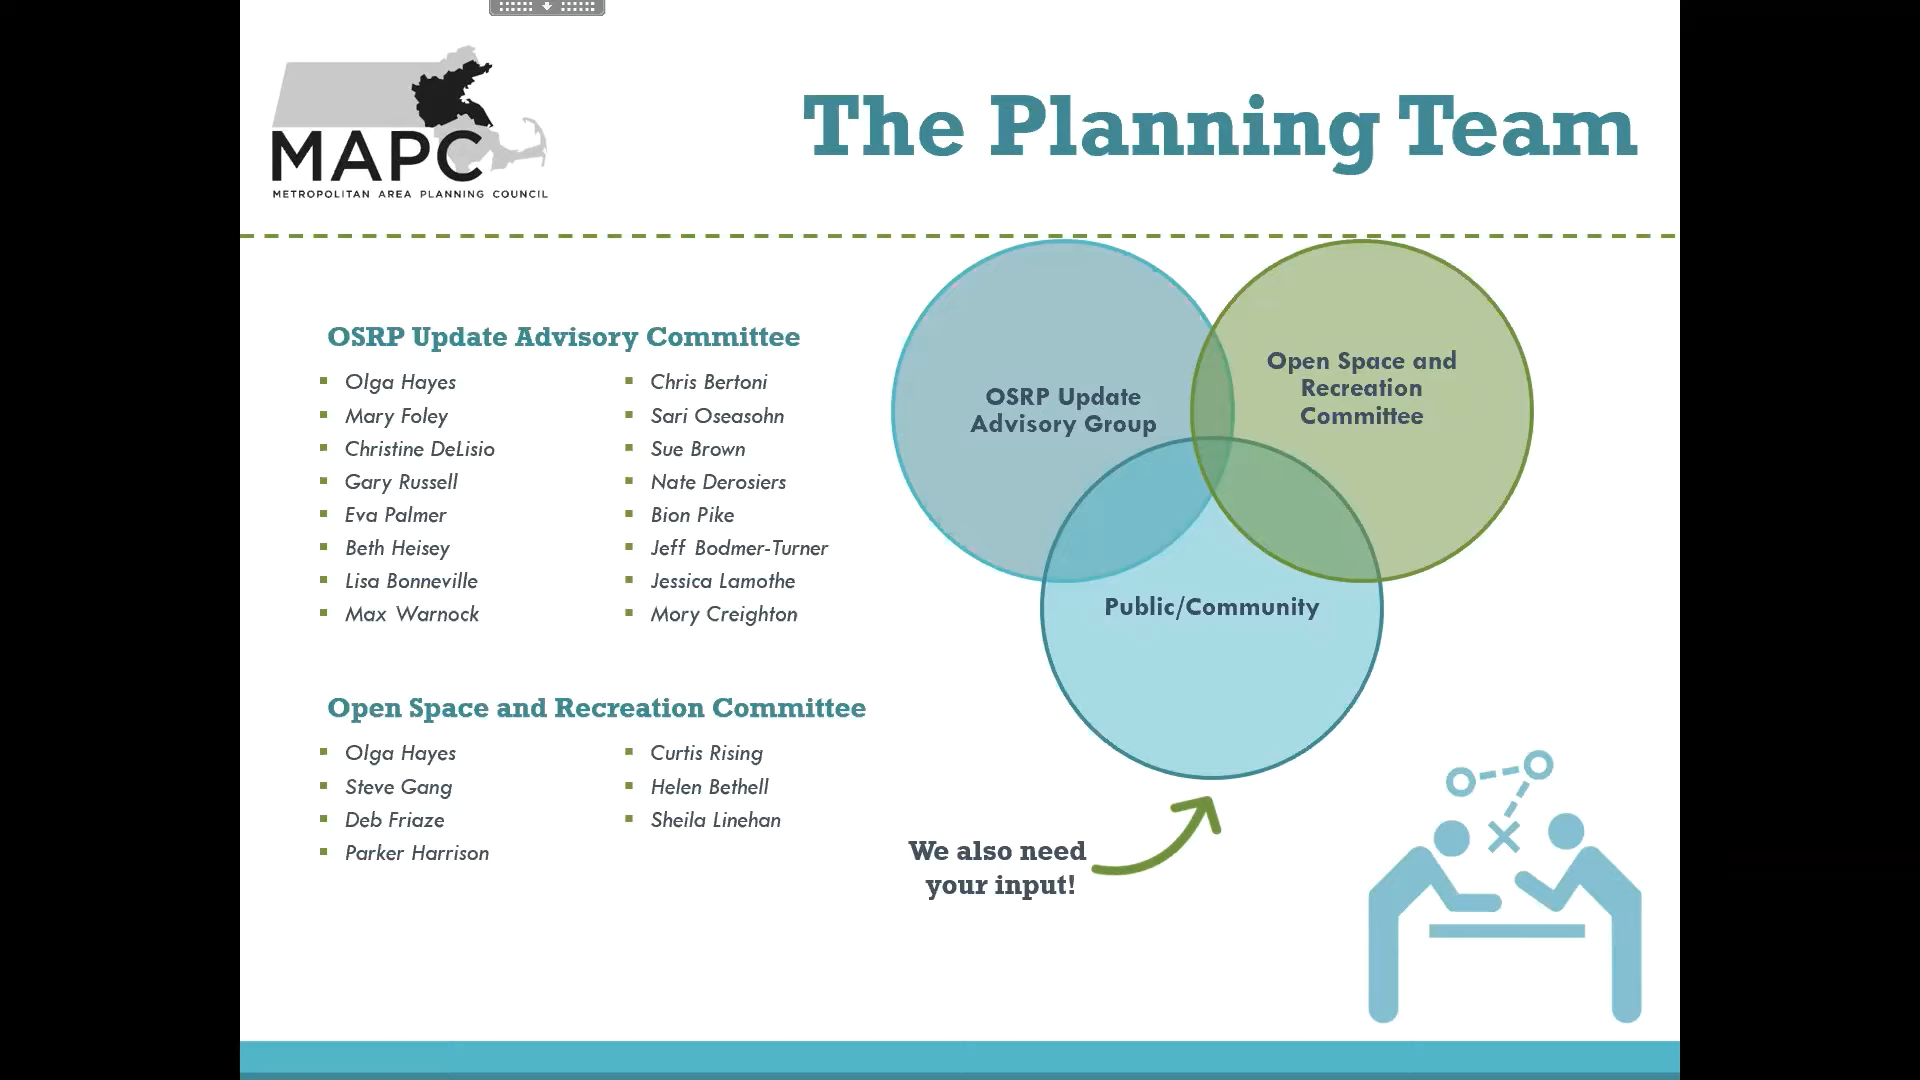 MAPC
METROPOLITAN AREA PLANNING COUNCIL
The Planning Team
OSRP Update Advisory Committee
Olga Hayes
Mary Foley
Christine DeLisio
Gary Russell
Eva Palmer
Beth Heisey
Lisa Bonneville
Max Warnock
Chris Bertoni
Sari Oseasohn
Sue Brown
Nate Derosiers
Bion Pike
Jeff Bodmer-Turner
Jessica Lamothe
Mory Creighton
Open Space and Recreation Committee
Olga Hayes
Steve Gang
Deb Friaze
Parker Harrison
Curtis Rising
Helen Bethell
Sheila Linehan
OSRP Update
Advisory Group
Open Space and
Recreation
Committee
Public/Community
We also need
your input!